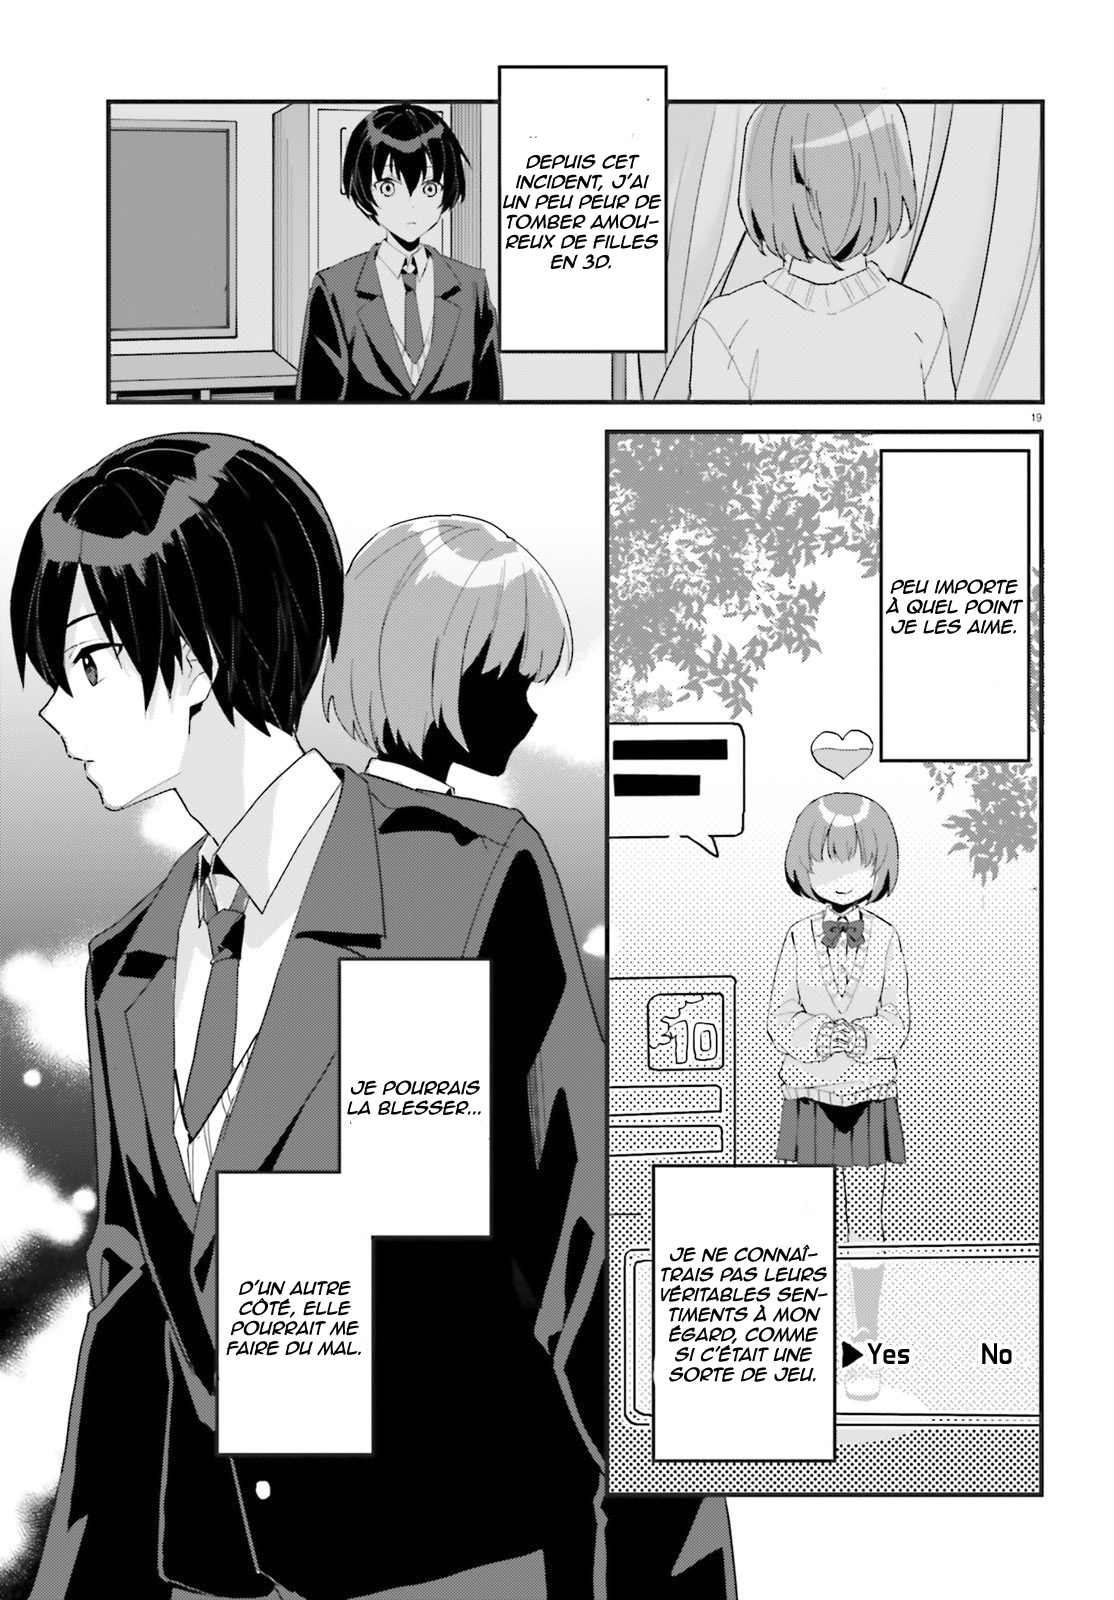 DEPUIS CET
INCIDENT, J'AI
UN PEU PEUR DE
TOMBER AMOU-
REUX DE FILLES
EN 3D.
19
PEU IMPORTE
À QUEL POINT
JE LES AIME.
10
JE NE CONNAÎ-
TRAIS PAS LEURS
VÉRITABLES SEN-
TIMENTS À MON
ÉGARD, COMME
SI C'ÉTAIT UNE
SORTE DE JEU.
Yes No
JE POURRAIS
LA BLESSER...
D'UN AUTRE
CÔTÉ, ELLE
POURRAIT ME
FAIRE DU MAL.